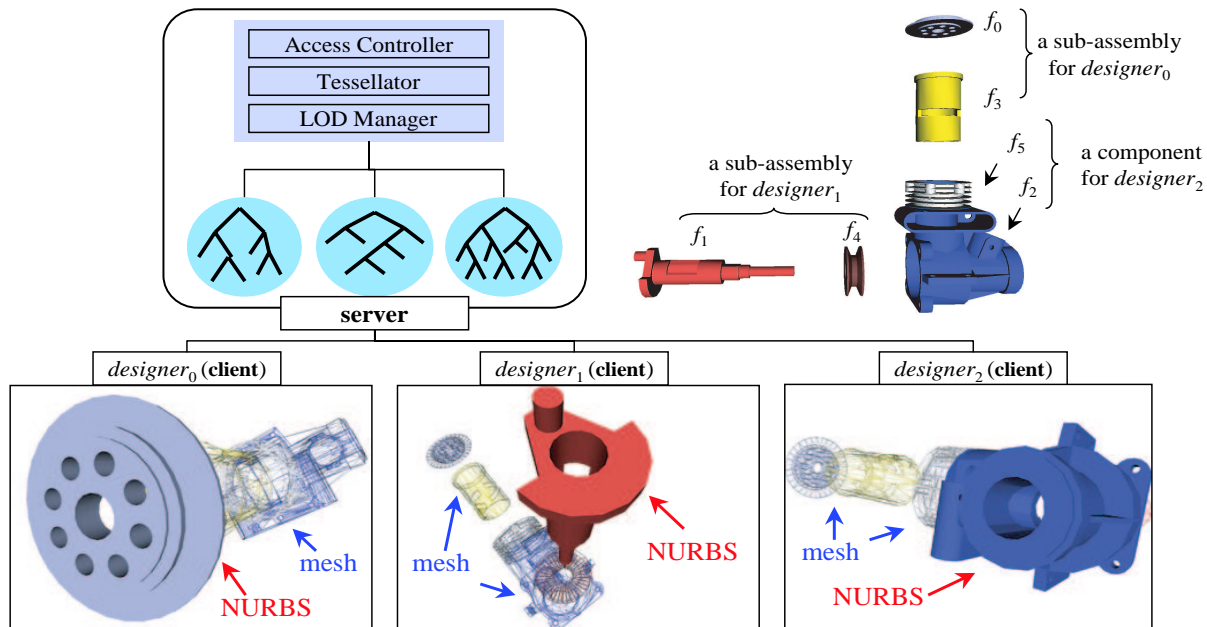 Access Controller
Tessellator
LOD Manager
server
f0
a sub-assembly
for designer0
f3
f5
a component
for designer2
f2
a sub-assembly
for designer1
f1
f4
designer0 (client)
designer1 (client)
designer2 (client)
mesh
NURBS
mesh
NURBS
mesh
NURBS